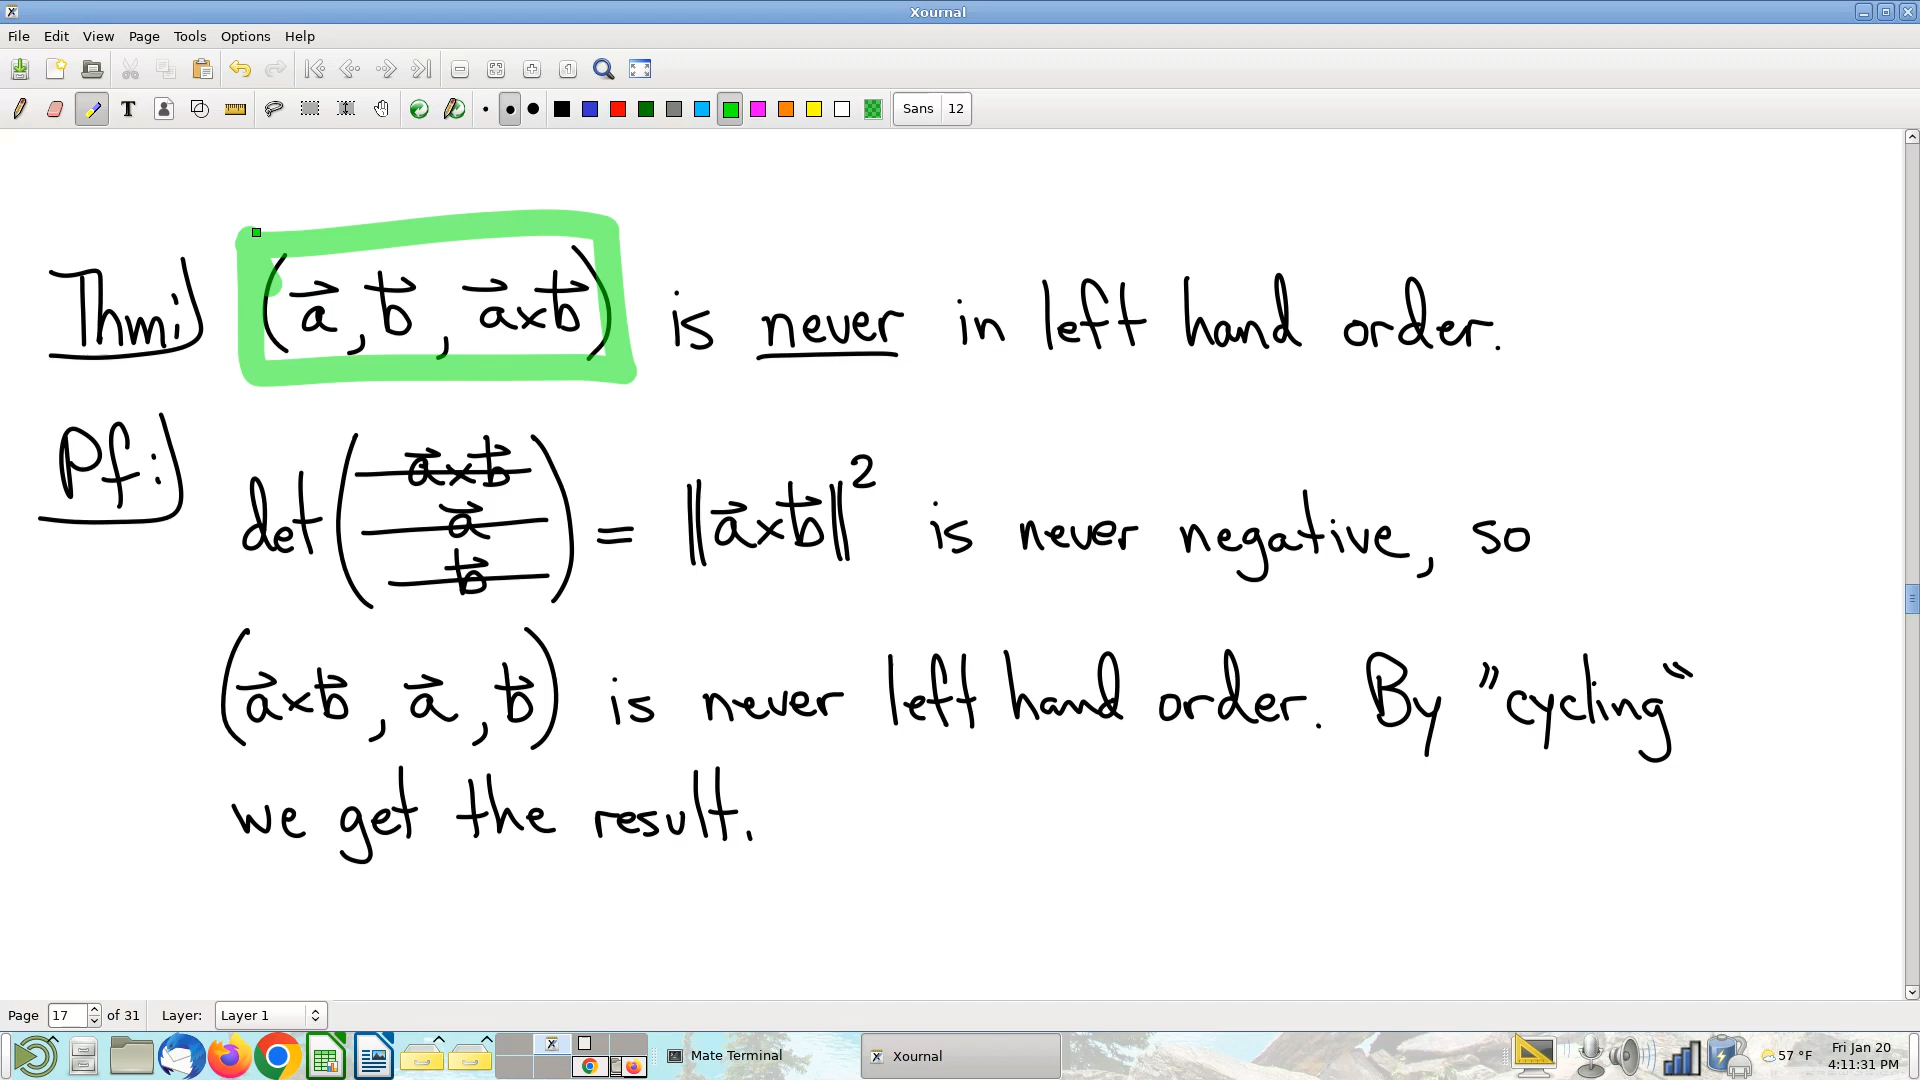 Xournal
File Edit View Page Tools Options Help
Sans 12
Thm: (a⃗, b⃗, a⃗×b⃗) is never in left hand order.
Pf: det( a⃗×b⃗
a⃗
b⃗ ) = ‖a⃗×b⃗‖² is never negative, so
(a⃗×b⃗, a⃗, b⃗) is never left hand order. By "cycling"
we get the result.
Page 17 of 31 Layer: Layer 1
Mate Terminal Xournal 57 °F Fri Jan 20
4:11:31 PM